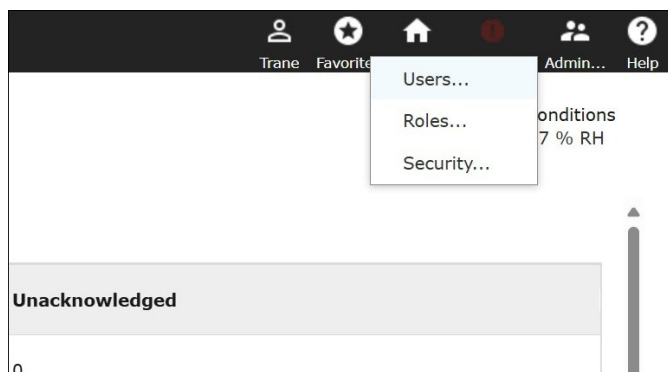 Trane Favorite Admin... Help
Users...
Roles...
Security...
onditions
7 % RH
Unacknowledged
0